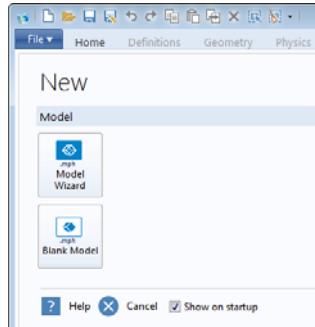 File Home Definitions Geometry Physics
New
Model
.mph
Model
Wizard
.mph
Blank Model
? Help Cancel Show on startup